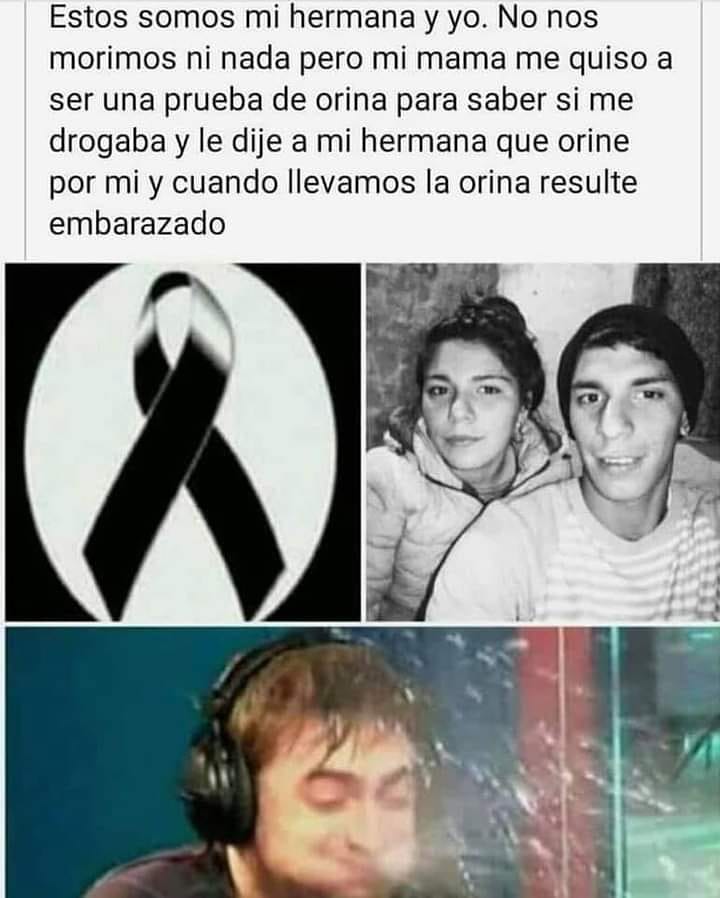 Estos somos mi hermana y yo. No nos
morimos ni nada pero mi mama me quiso a
ser una prueba de orina para saber si me
drogaba y le dije a mi hermana que orine
por mi y cuando llevamos la orina resulte
embarazado